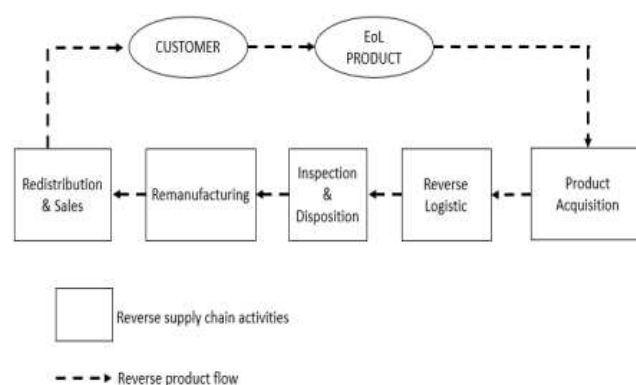 CUSTOMER
EoL
PRODUCT
Redistribution
& Sales
Remanufacturing
Inspection
&
Disposition
Reverse
Logistic
Product
Acquisition
Reverse supply chain activities
Reverse product flow